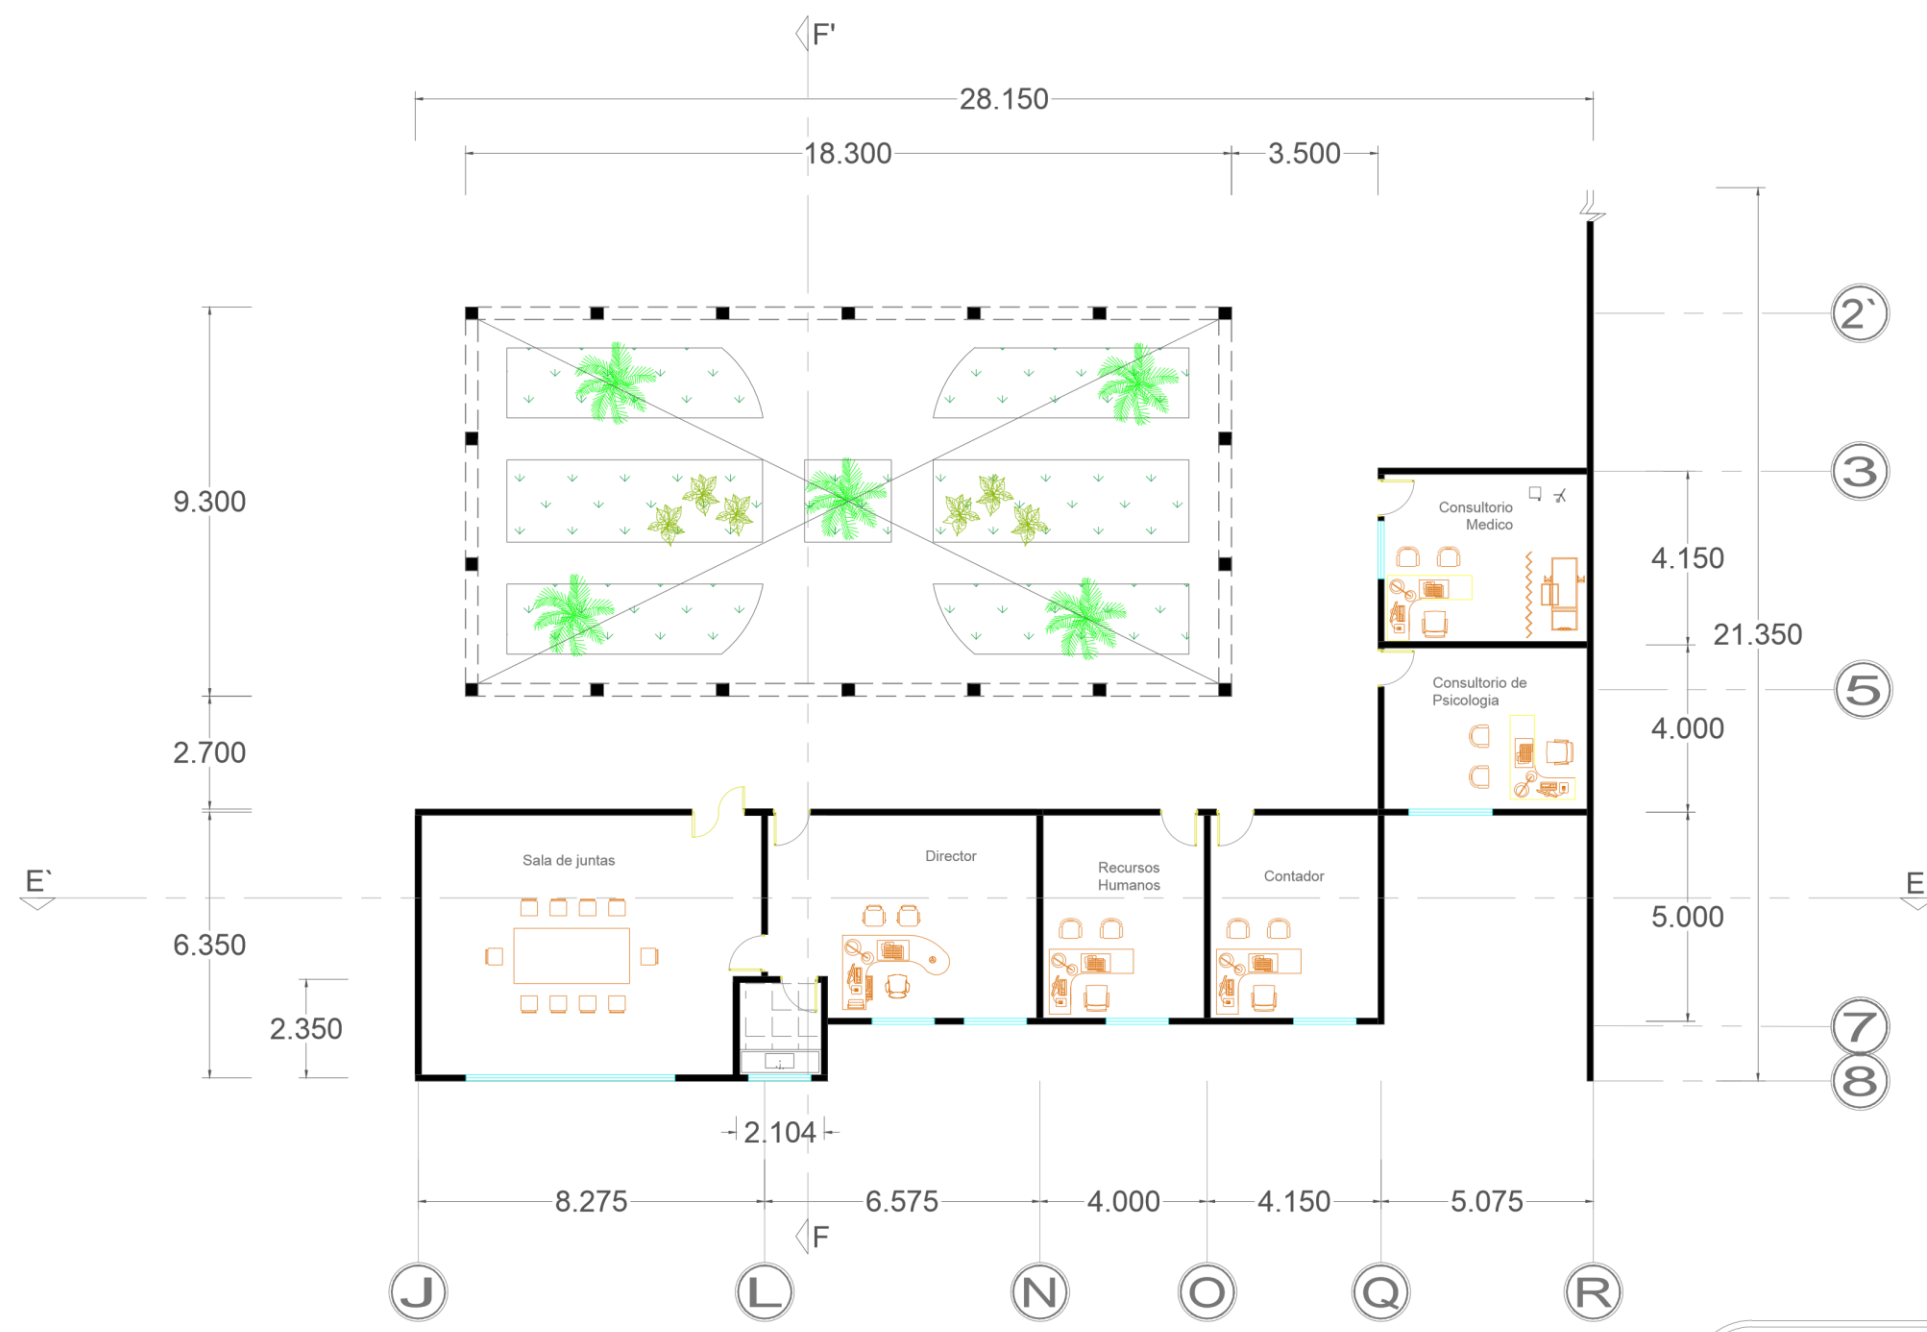 F'
28.150
18.300
3.500
2`
9.300
3
Consultorio
Medico
4.150
21.350
Consultorio de
Psicologia
5
4.000
2.700
Sala de juntas
Director
Recursos
Humanos
Contador
E`
E
5.000
6.350
2.350
7
8
2.104
8.275
6.575
4.000
4.150
5.075
F
J
L
N
O
Q
R